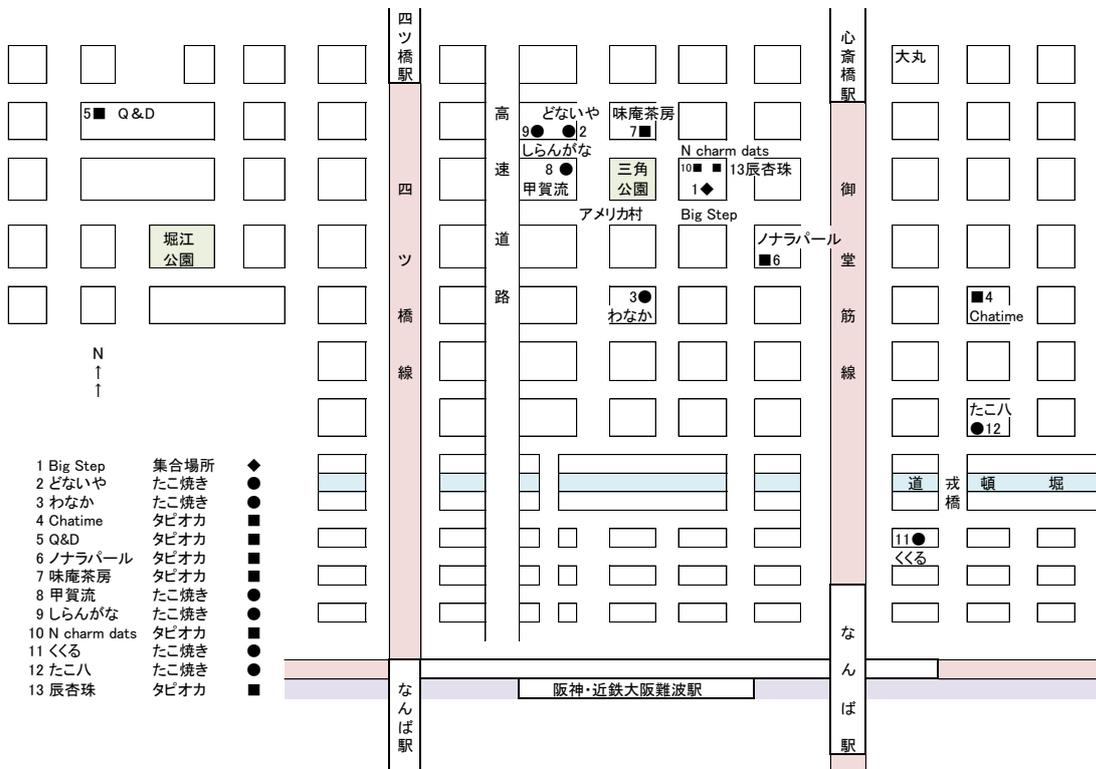 四ツ橋駅
心斎橋駅
大丸
5■ Q&D
高速道路
どないや
9● ●2
しらんがな
味庵茶房
7■
8 ●
甲賀流
三角
公園
N charm dats
10■ ■ 13辰杏珠
1◆
アメリカ村
Big Step
四ツ橋線
御堂筋線
堀江
公園
ノナラパール
■6
3●
わなか
■4
Chatime
N
↑
↑
たこ八
●12
道頓堀
戎橋
11●
くくる
1 Big Step 集合場所 ◆
2 どないや たこ焼き ●
3 わなか たこ焼き ●
4 Chatime タピオカ ■
5 Q&D タピオカ ■
6 ノナラパール タピオカ ■
7 味庵茶房 タピオカ ■
8 甲賀流 たこ焼き ●
9 しらんがな たこ焼き ●
10 N charm dats タピオカ ■
11 くくる たこ焼き ●
12 たこ八 たこ焼き ●
13 辰杏珠 タピオカ ■
なんば駅
阪神・近鉄大阪難波駅
なんば駅